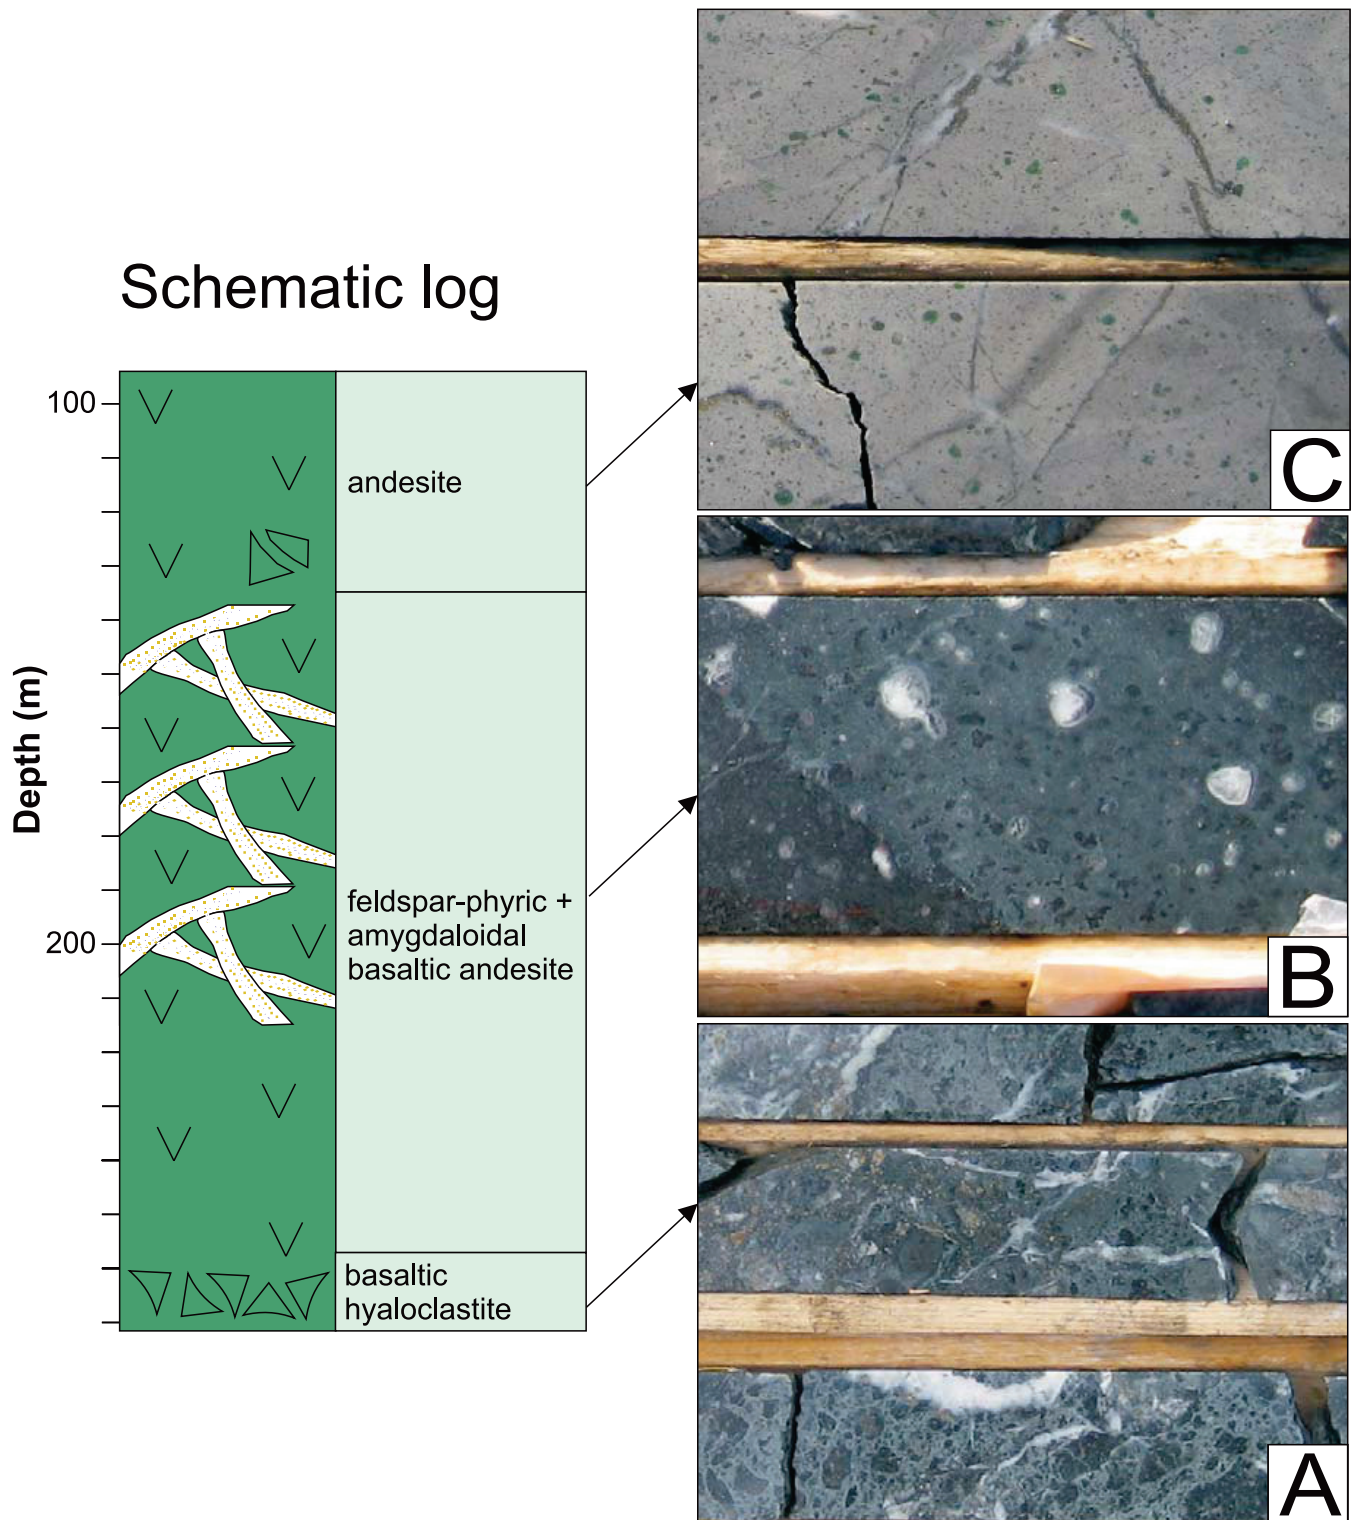 Schematic log
Depth (m)
100
200
andesite
feldspar-phyric +
amygdaloidal
basaltic andesite
basaltic
hyaloclastite
C
B
A